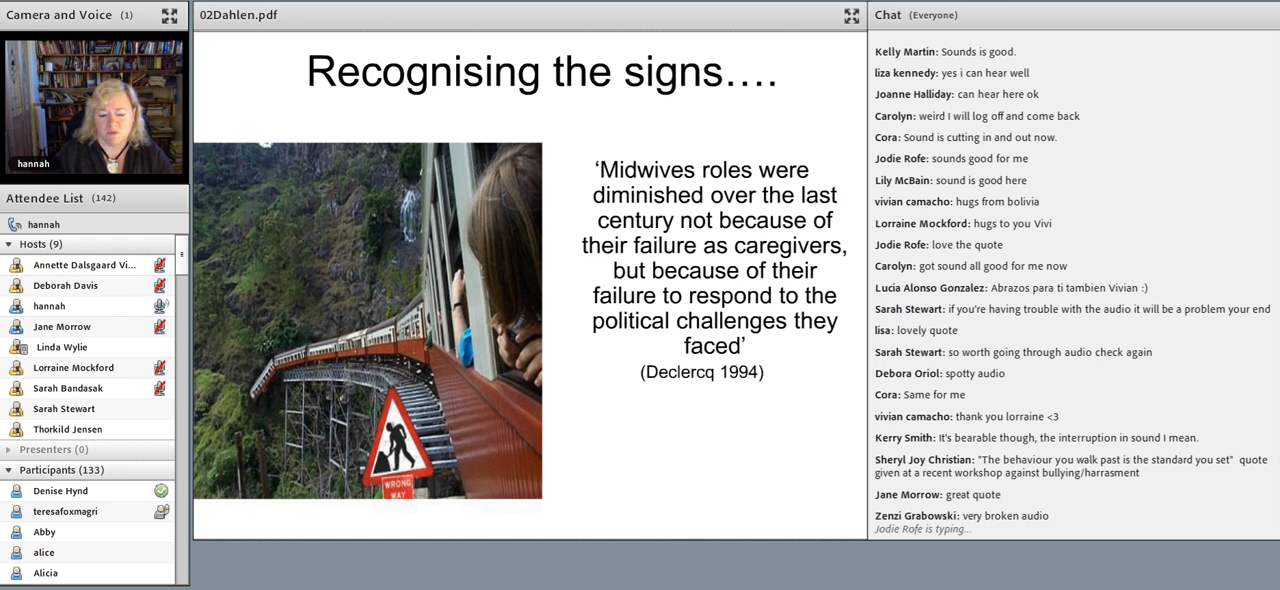 Camera and Voice (1)
hannah
Attendee List (142)
hannah
Hosts (9)
Annette Dalsgaard Vi...
Deborah Davis
hannah
Jane Morrow
Linda Wylie
Lorraine Mockford
Sarah Bandasak
Sarah Stewart
Thorkild Jensen
Presenters (0)
Participants (133)
Denise Hynd
teresafoxmagri
Abby
alice
Alicia
02Dahlen.pdf
Recognising the signs....
‘Midwives roles were
diminished over the last
century not because of
their failure as caregivers,
but because of their
failure to respond to the
political challenges they
faced’
(Declercq 1994)
WRONG
WAY
Chat (Everyone)
Kelly Martin: Sounds is good.
liza kennedy: yes i can hear well
Joanne Halliday: can hear here ok
Carolyn: weird I will log off and come back
Cora: Sound is cutting in and out now.
Jodie Rofe: sounds good for me
Lily McBain: sound is good here
vivian camacho: hugs from bolivia
Lorraine Mockford: hugs to you Vivi
Jodie Rofe: love the quote
Carolyn: got sound all good for me now
Lucia Alonso Gonzalez: Abrazos para ti tambien Vivian :)
Sarah Stewart: if you're having trouble with the audio it will be a problem your end
lisa: lovely quote
Sarah Stewart: so worth going through audio check again
Debora Oriol: spotty audio
Cora: Same for me
vivian camacho: thank you lorraine <3
Kerry Smith: It's bearable though, the interruption in sound I mean.
Sheryl Joy Christian: "The behaviour you walk past is the standard you set" quote
given at a recent workshop against bullying/harrasment
Jane Morrow: great quote
Zenzi Grabowski: very broken audio
Jodie Rofe is typing...